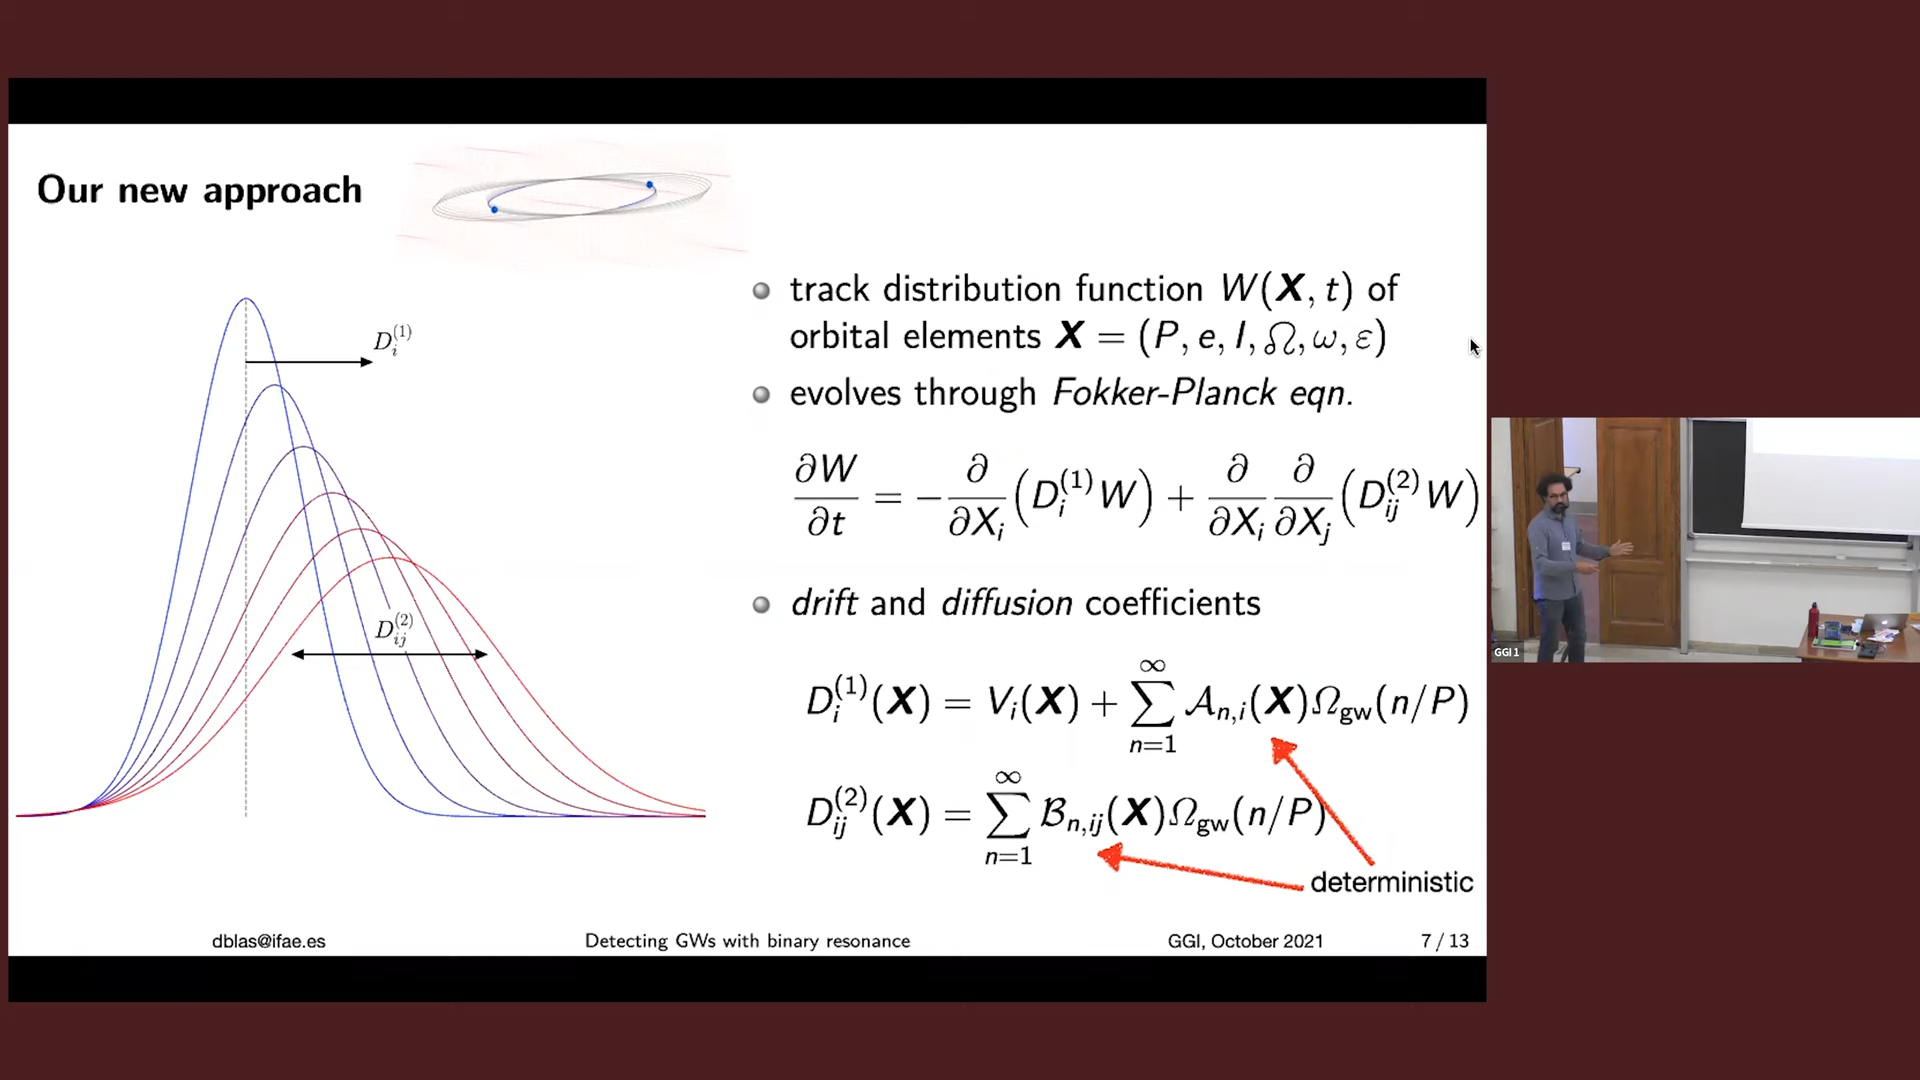 Our new approach
D_i^{(1)}
D_{ij}^{(2)}
track distribution function W(X, t) of
orbital elements X = (P, e, I, Ω, ω, ε)
evolves through Fokker-Planck eqn.
∂W/∂t = −∂/∂X_i (D_i^{(1)} W) + ∂/∂X_i ∂/∂X_j (D_{ij}^{(2)} W)
drift and diffusion coefficients
D_i^{(1)}(X) = V_i(X) + ∑_{n=1}^{∞} A_{n,i}(X)Ω_gw(n/P)
D_{ij}^{(2)}(X) = ∑_{n=1}^{∞} B_{n,ij}(X)Ω_gw(n/P)
deterministic
dblas@ifae.es
Detecting GWs with binary resonance
GGI, October 2021
7 / 13
GGI 1